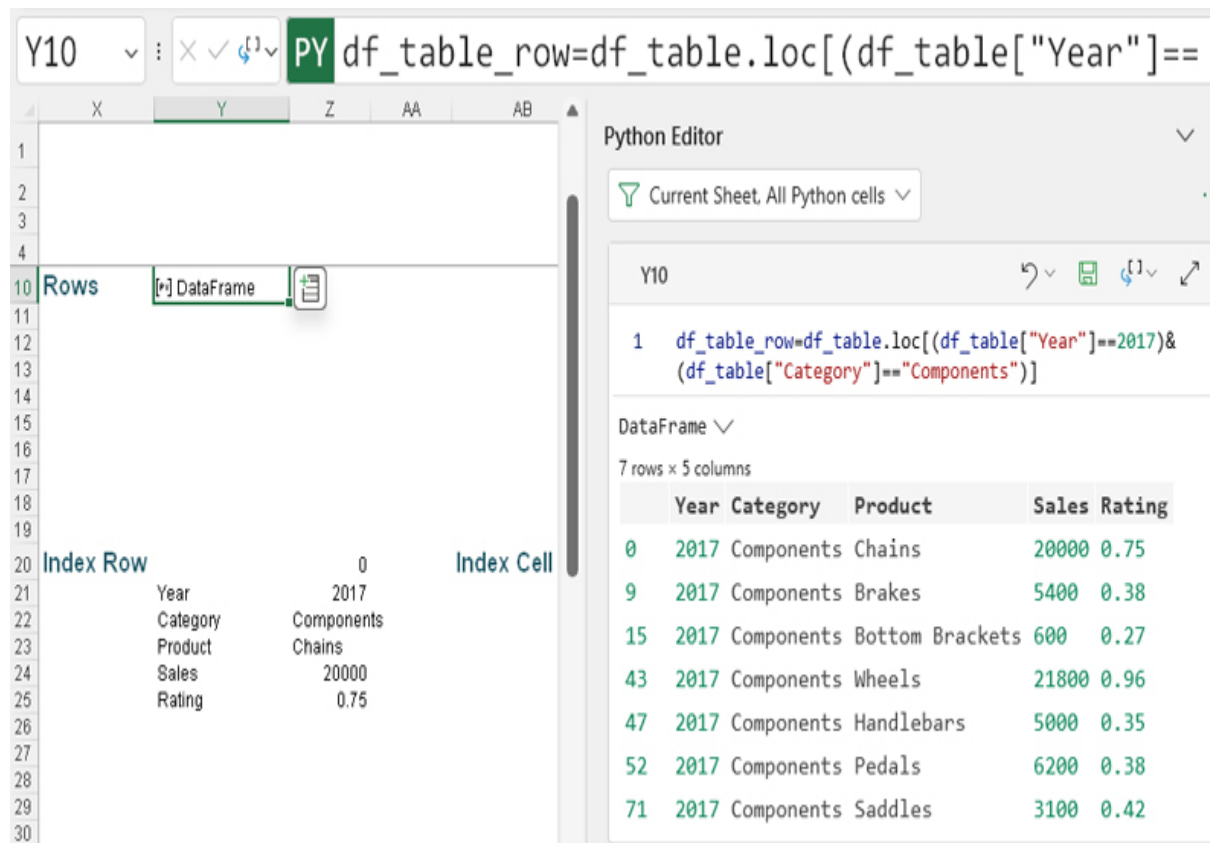 Y10 PY df_table_row=df_table.loc[(df_table["Year"]==
X Y Z AA AB
1
2
3
4
10 Rows [PY] DataFrame
11
12
13
14
15
16
17
18
19
20 Index Row 0 Index Cell
21 Year 2017
22 Category Components
23 Product Chains
24 Sales 20000
25 Rating 0.75
26
27
28
29
30
Python Editor
Current Sheet, All Python cells
Y10
1 df_table_row=df_table.loc[(df_table["Year"]==2017)&
(df_table["Category"]=="Components")]
DataFrame
7 rows × 5 columns
Year Category Product Sales Rating
0 2017 Components Chains 20000 0.75
9 2017 Components Brakes 5400 0.38
15 2017 Components Bottom Brackets 600 0.27
43 2017 Components Wheels 21800 0.96
47 2017 Components Handlebars 5000 0.35
52 2017 Components Pedals 6200 0.38
71 2017 Components Saddles 3100 0.42